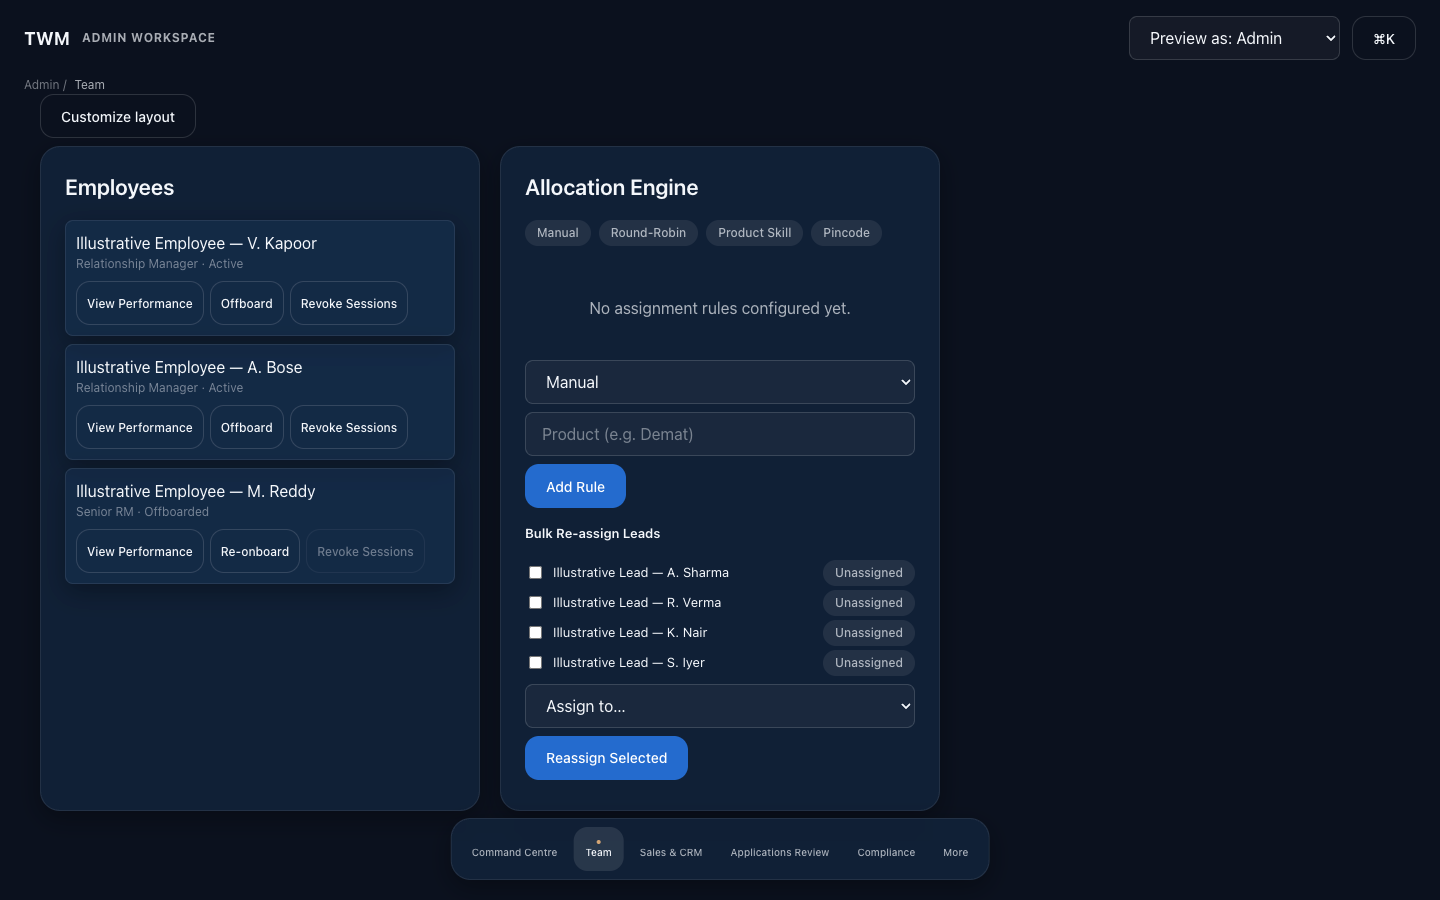 TWM ADMIN WORKSPACE
Preview as: Admin
⌘K
Admin / Team
Customize layout
Employees
Illustrative Employee — V. Kapoor
Relationship Manager · Active
View Performance Offboard Revoke Sessions
Illustrative Employee — A. Bose
Relationship Manager · Active
View Performance Offboard Revoke Sessions
Illustrative Employee — M. Reddy
Senior RM · Offboarded
View Performance Re-onboard Revoke Sessions
Allocation Engine
Manual Round-Robin Product Skill Pincode
No assignment rules configured yet.
Manual
Product (e.g. Demat)
Add Rule
Bulk Re-assign Leads
Illustrative Lead — A. Sharma Unassigned
Illustrative Lead — R. Verma Unassigned
Illustrative Lead — K. Nair Unassigned
Illustrative Lead — S. Iyer Unassigned
Assign to...
Reassign Selected
Command Centre Team Sales & CRM Applications Review Compliance More